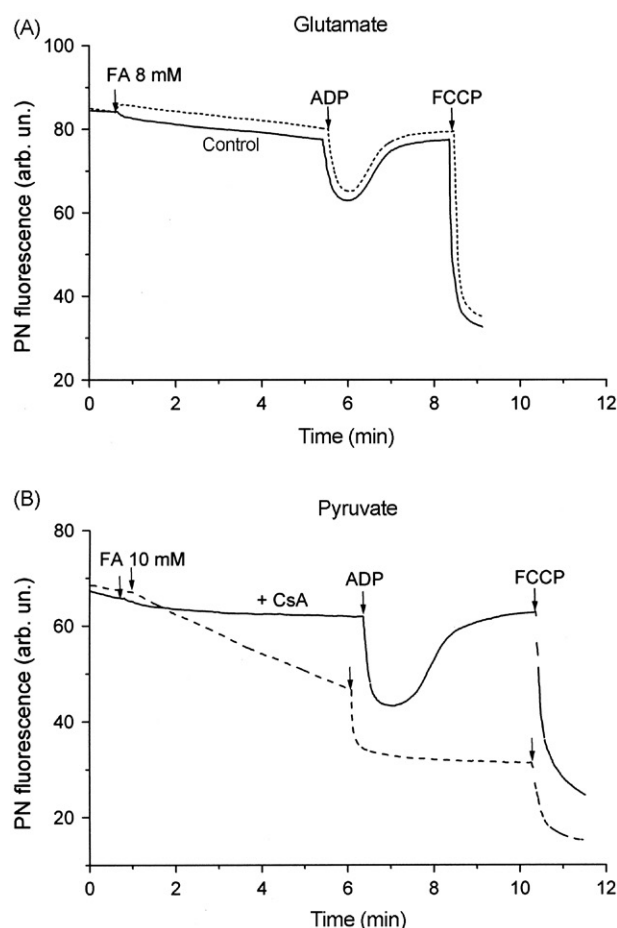 (A)
Glutamate
PN fluorescence (arb. un.)
100
80
60
40
20
FA 8 mM
Control
ADP
FCCP
0 2 4 6 8 10 12
Time (min)
(B)
Pyruvate
PN fluorescence (arb. un.)
80
60
40
20
FA 10 mM
+ CsA
ADP
FCCP
0 2 4 6 8 10 12
Time (min)